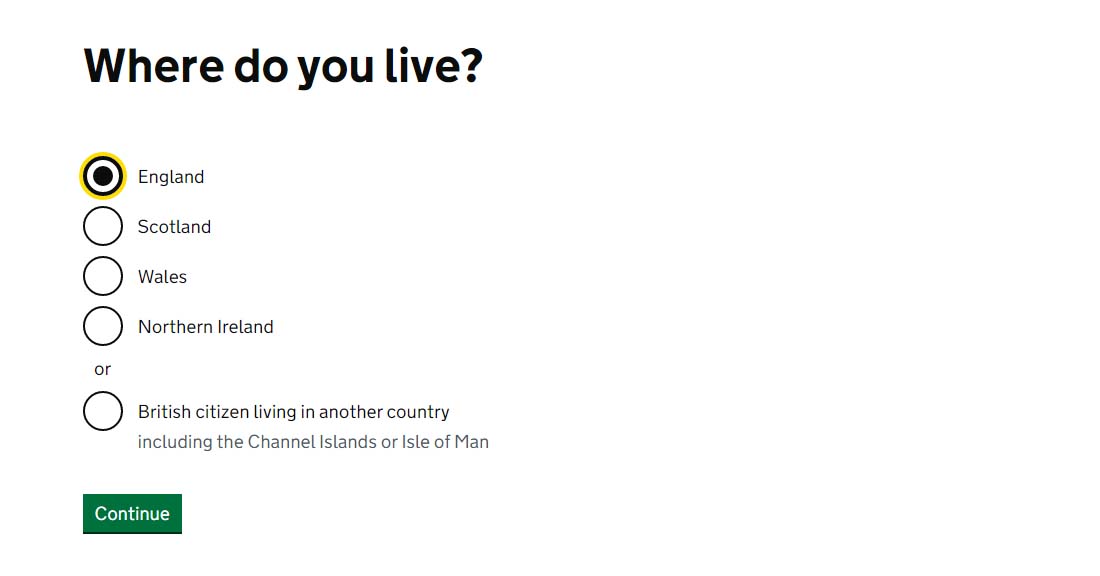 Where do you live?
England
Scotland
Wales
Northern Ireland
or
British citizen living in another country
including the Channel Islands or Isle of Man
Continue